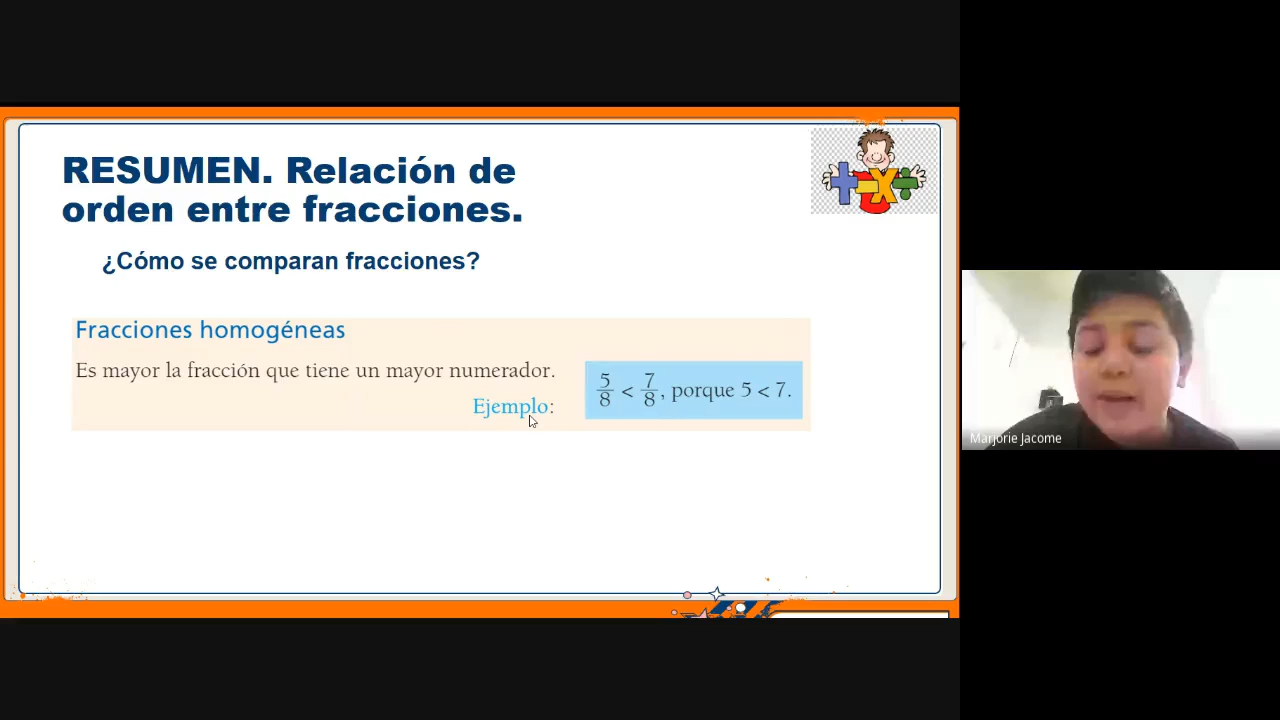 RESUMEN. Relación de
orden entre fracciones.
¿Cómo se comparan fracciones?
Fracciones homogéneas
Es mayor la fracción que tiene un mayor numerador.
Ejemplo:
5/8 < 7/8, porque 5 < 7.
Marjorie Jacome